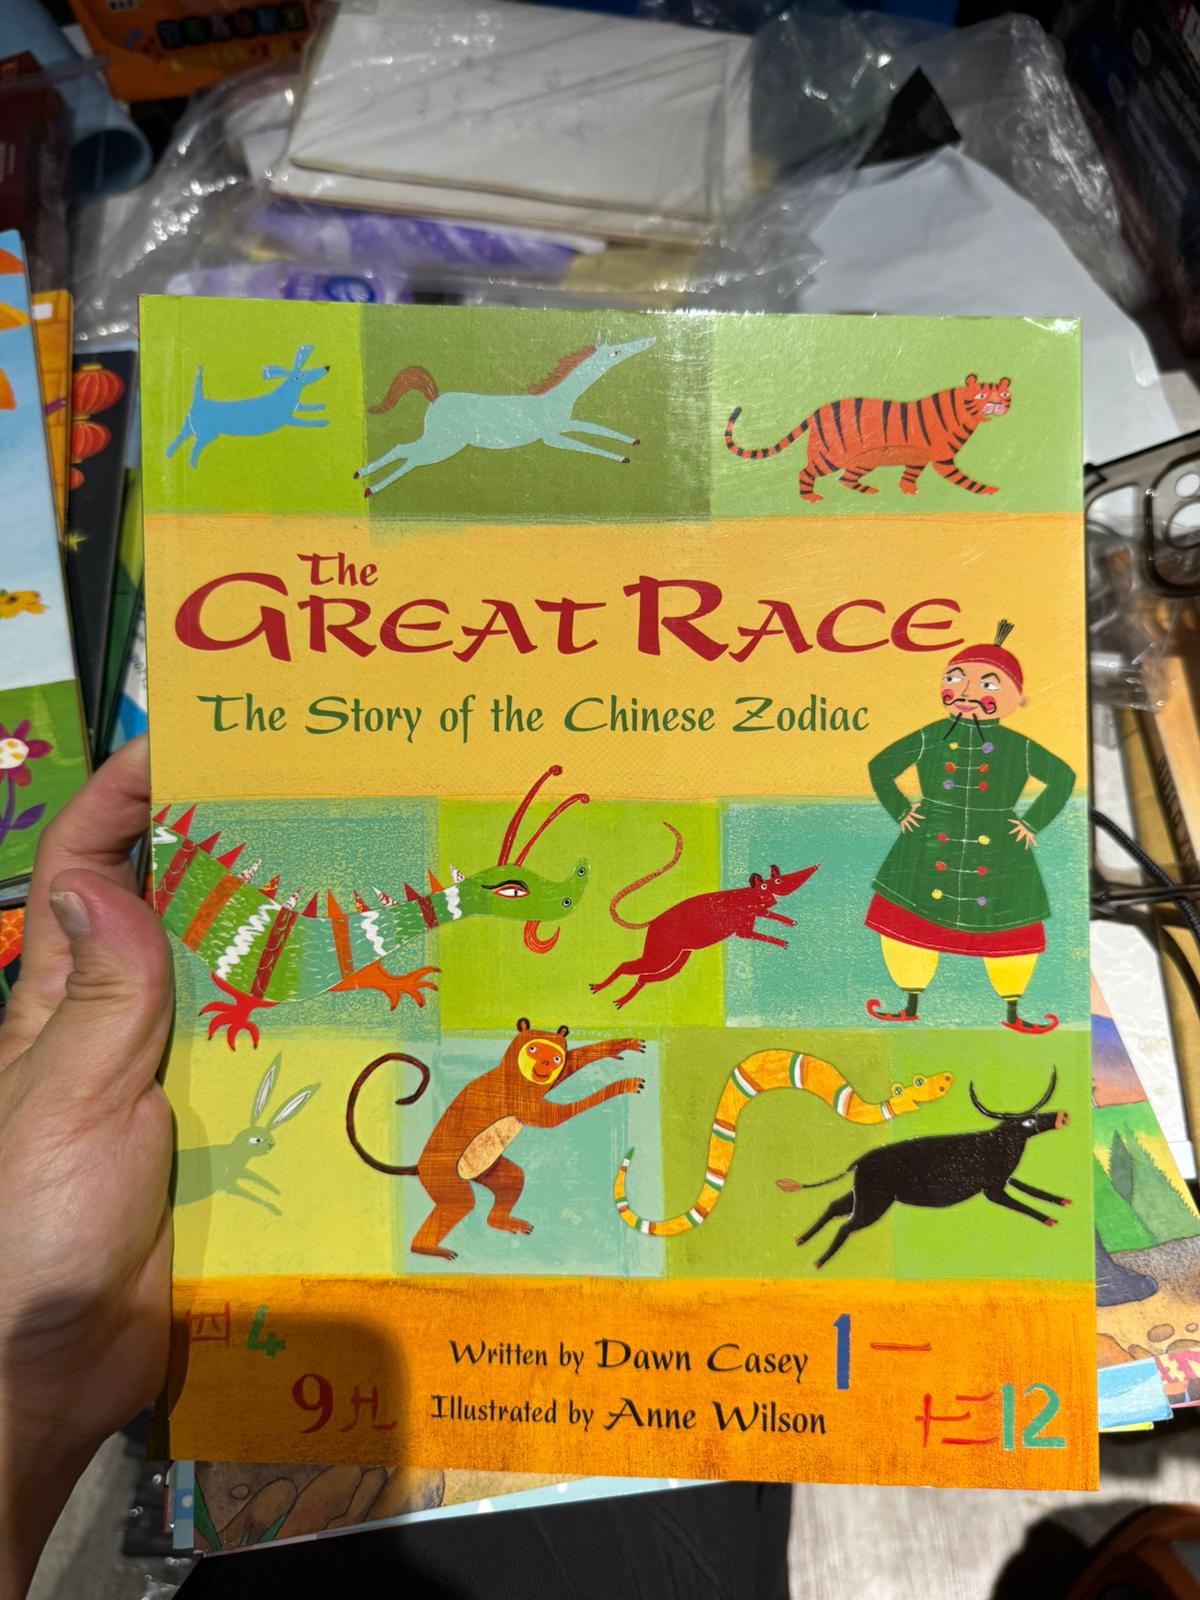 The
GREAT RACE
The Story of the Chinese Zodiac
四 4
Written by Dawn Casey
1 一
9 九
Illustrated by Anne Wilson
十二 12